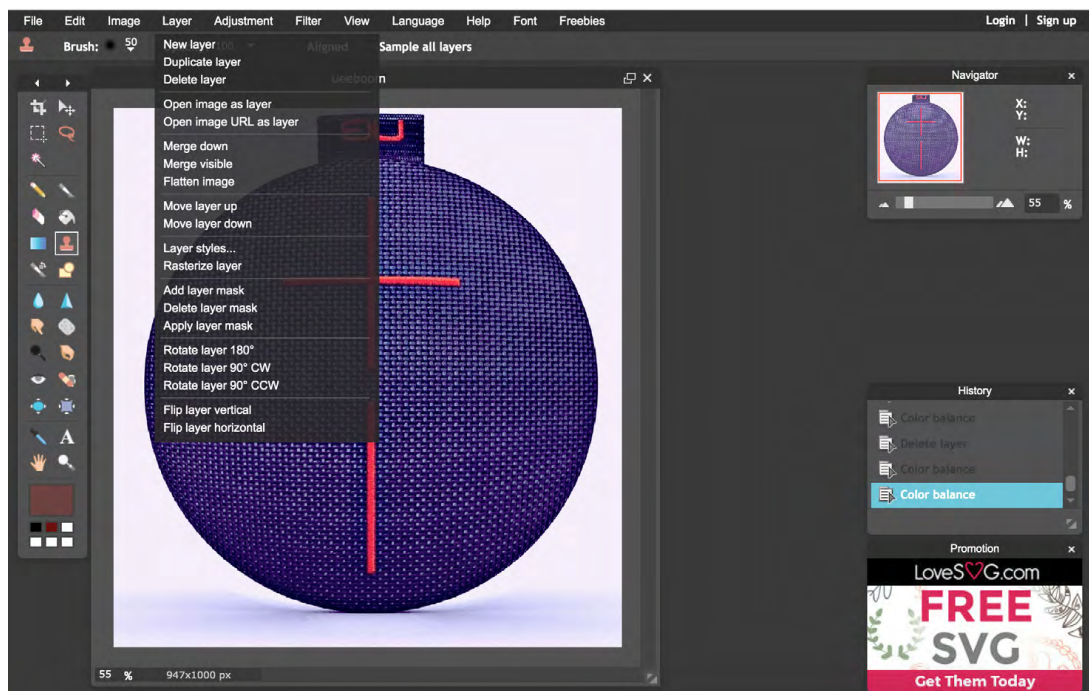 File Edit Image Layer Adjustment Filter View Language Help Font Freebies Login | Sign up
Brush: 50 100 Aligned Sample all layers
New layer
Duplicate layer
Delete layer
Open image as layer
Open image URL as layer
Merge down
Merge visible
Flatten image
Move layer up
Move layer down
Layer styles...
Rasterize layer
Add layer mask
Delete layer mask
Apply layer mask
Rotate layer 180°
Rotate layer 90° CW
Rotate layer 90° CCW
Flip layer vertical
Flip layer horizontal
ueeboom
A
55 % 947x1000 px
Navigator
X:
Y:
W:
H:
55 %
History
Color balance
Delete layer
Color balance
Color balance
Promotion
LoveSVG.com
FREE
SVG
Get Them Today